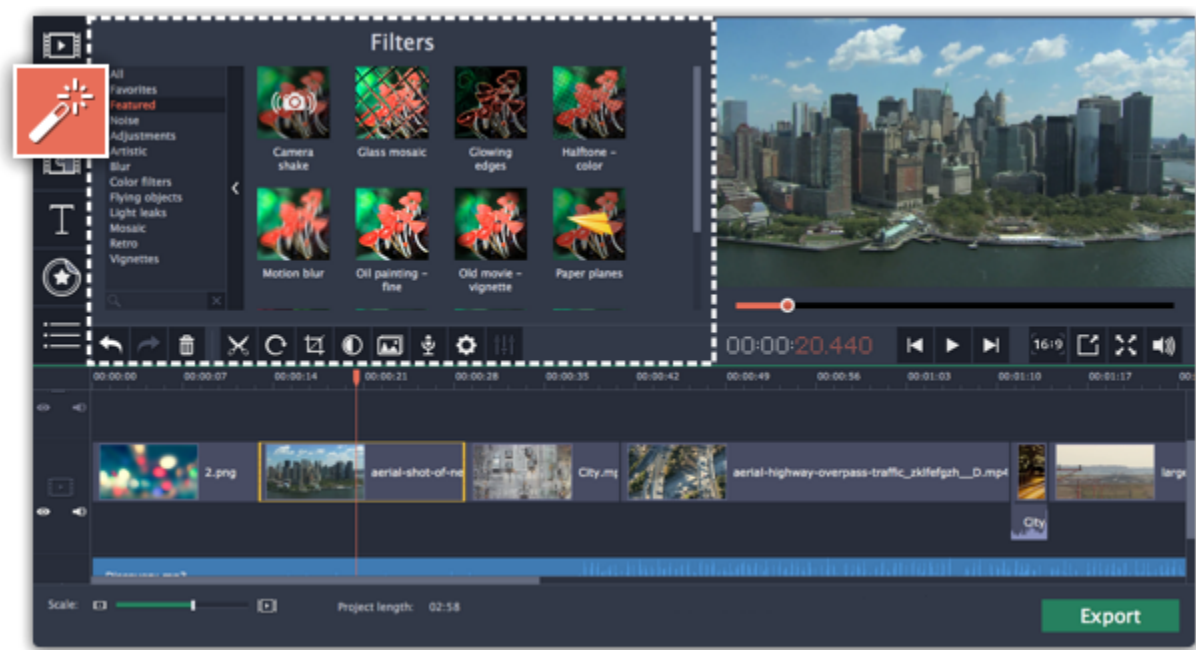 Filters
All
Favorites
Featured
Noise
Adjustments
Artistic
Blur
Color filters
Flying objects
Light leaks
Mosaic
Retro
Vignettes
Camera
shake
Glass mosaic
Glowing
edges
Halftone –
color
Motion blur
Oil painting –
fine
Old movie –
vignette
Paper planes
T
00:00:20.440
16:9
00:00:00 00:00:07 00:00:14 00:00:21 00:00:28 00:00:35 00:00:42 00:00:49 00:00:56 00:01:03 00:01:10 00:01:17 00:
2.png
aerial-shot-of-ne
City.mp
aerial-highway-overpass-traffic_zklfefgzh__D.mp4
large
City
Discovery.mp3
Scale:
Project length: 02:58
Export